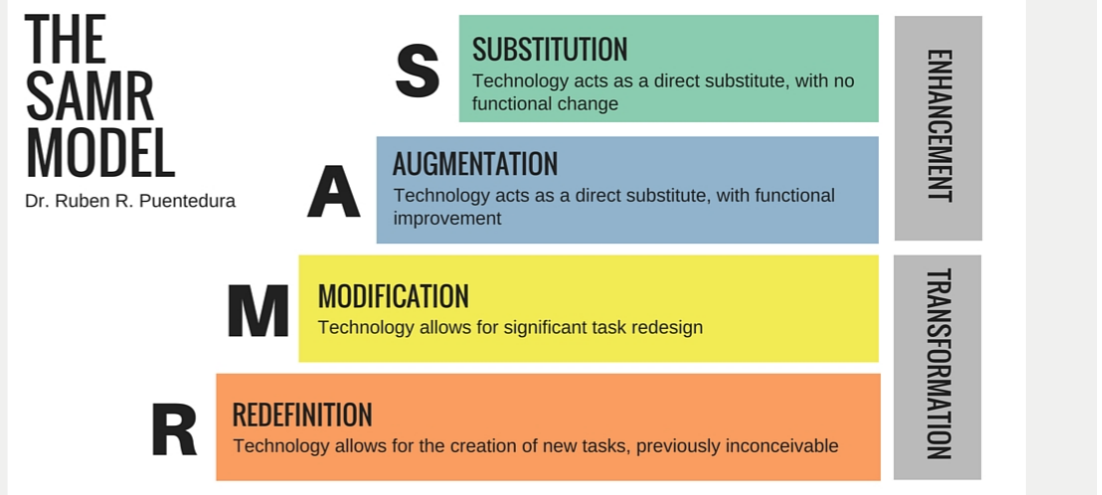 THE
SAMR
MODEL
Dr. Ruben R. Puentedura
S
SUBSTITUTION
Technology acts as a direct substitute, with no
functional change
A
AUGMENTATION
Technology acts as a direct substitute, with functional
improvement
ENHANCEMENT
M
MODIFICATION
Technology allows for significant task redesign
R
REDEFINITION
Technology allows for the creation of new tasks, previously inconceivable
TRANSFORMATION